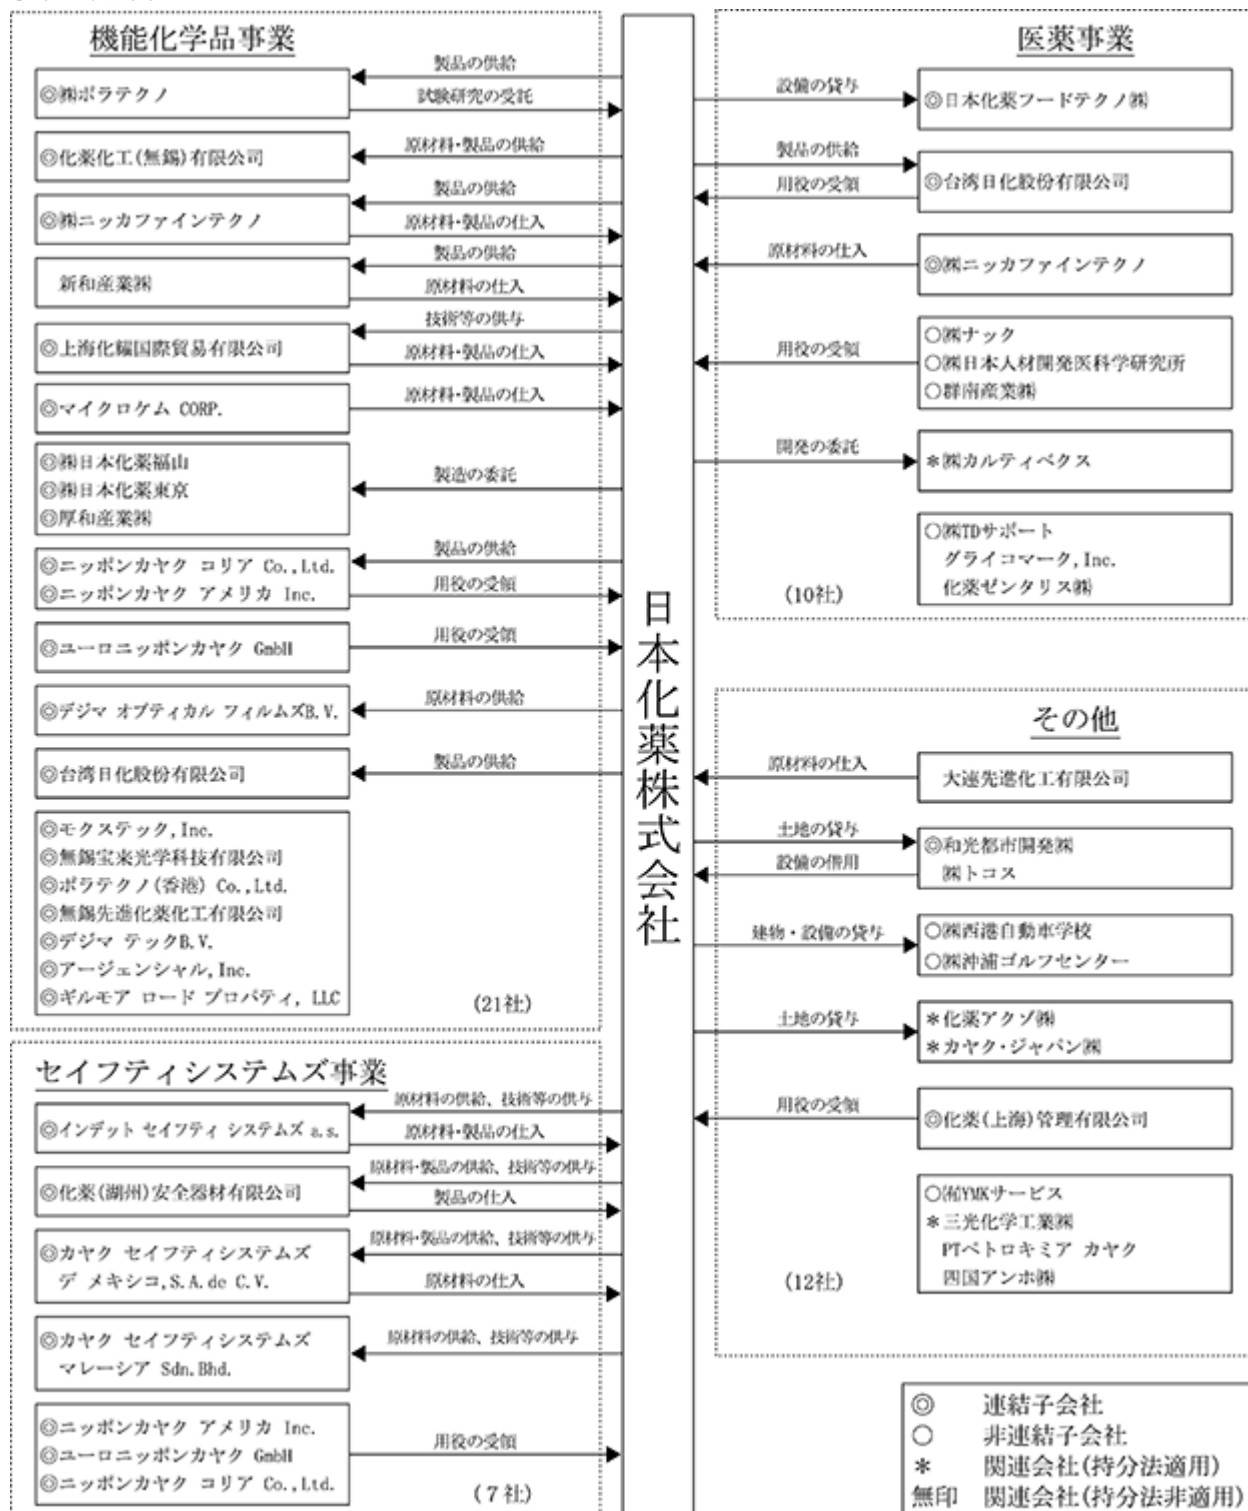 機能化学品事業
製品の供給
◎㈱ポラテクノ
試験研究の受託
原材料・製品の供給
◎化薬化工(無錫)有限公司
製品の供給
◎㈱ニッカファインテクノ
原材料・製品の仕入
製品の供給
新和産業㈱
原材料の仕入
技術等の供与
◎上海化耀国際貿易有限公司
原材料・製品の仕入
原材料・製品の仕入
◎マイクロケム CORP.
◎㈱日本化薬福山
◎㈱日本化薬東京
◎厚和産業㈱
製造の委託
製品の供給
◎ニッポンカヤク コリア Co.,Ltd.
◎ニッポンカヤク アメリカ Inc.
用役の受領
用役の受領
◎ユーロニッポンカヤク GmbH
原材料の供給
◎デジマ オプティカル フィルムズB.V.
製品の供給
◎台湾日化股份有限公司
◎モクステック,Inc.
◎無錫宝来光学科技有限公司
◎ポラテクノ(香港) Co.,Ltd.
◎無錫先進化薬化工有限公司
◎デジマ テックB.V.
◎アージェンシャル,Inc.
◎ギルモア ロード プロパティ, LLC
(21社)
セイフティシステムズ事業
原材料の供給、技術等の供与
◎インデット セイフティ システムズ a.s.
原材料・製品の仕入
原材料・製品の供給、技術等の供与
◎化薬(湖州)安全器材有限公司
製品の仕入
原材料・製品の供給、技術等の供与
◎カヤク セイフティシステムズ
デ メキシコ,S.A.de C.V.
原材料の仕入
原材料の供給、技術等の供与
◎カヤク セイフティシステムズ
マレーシア Sdn.Bhd.
◎ニッポンカヤク アメリカ Inc.
◎ユーロニッポンカヤク GmbH
◎ニッポンカヤク コリア Co.,Ltd.
用役の受領
(7社)
日本化薬株式会社
医薬事業
設備の貸与
◎日本化薬フードテクノ㈱
製品の供給
◎台湾日化股份有限公司
用役の受領
原材料の仕入
◎㈱ニッカファインテクノ
用役の受領
○㈱ナック
○㈱日本人材開発医科学研究所
○群南産業㈱
開発の委託
＊㈱カルティベクス
○㈱TDサポート
グライコマーク,Inc.
化薬ゼンタリス㈱
(10社)
その他
原材料の仕入
大連先進化工有限公司
土地の貸与
◎和光都市開発㈱
設備の併用
㈱トコス
建物・設備の貸与
○㈱西港自動車学校
○㈱沖浦ゴルフセンター
土地の貸与
＊化薬アクゾ㈱
＊カヤク・ジャパン㈱
用役の受領
◎化薬(上海)管理有限公司
○㈲YMKサービス
＊三光化学工業㈱
PTペトロキミア カヤク
四国アンホ㈱
(12社)
◎ 連結子会社
○ 非連結子会社
＊ 関連会社(持分法適用)
無印 関連会社(持分法非適用)